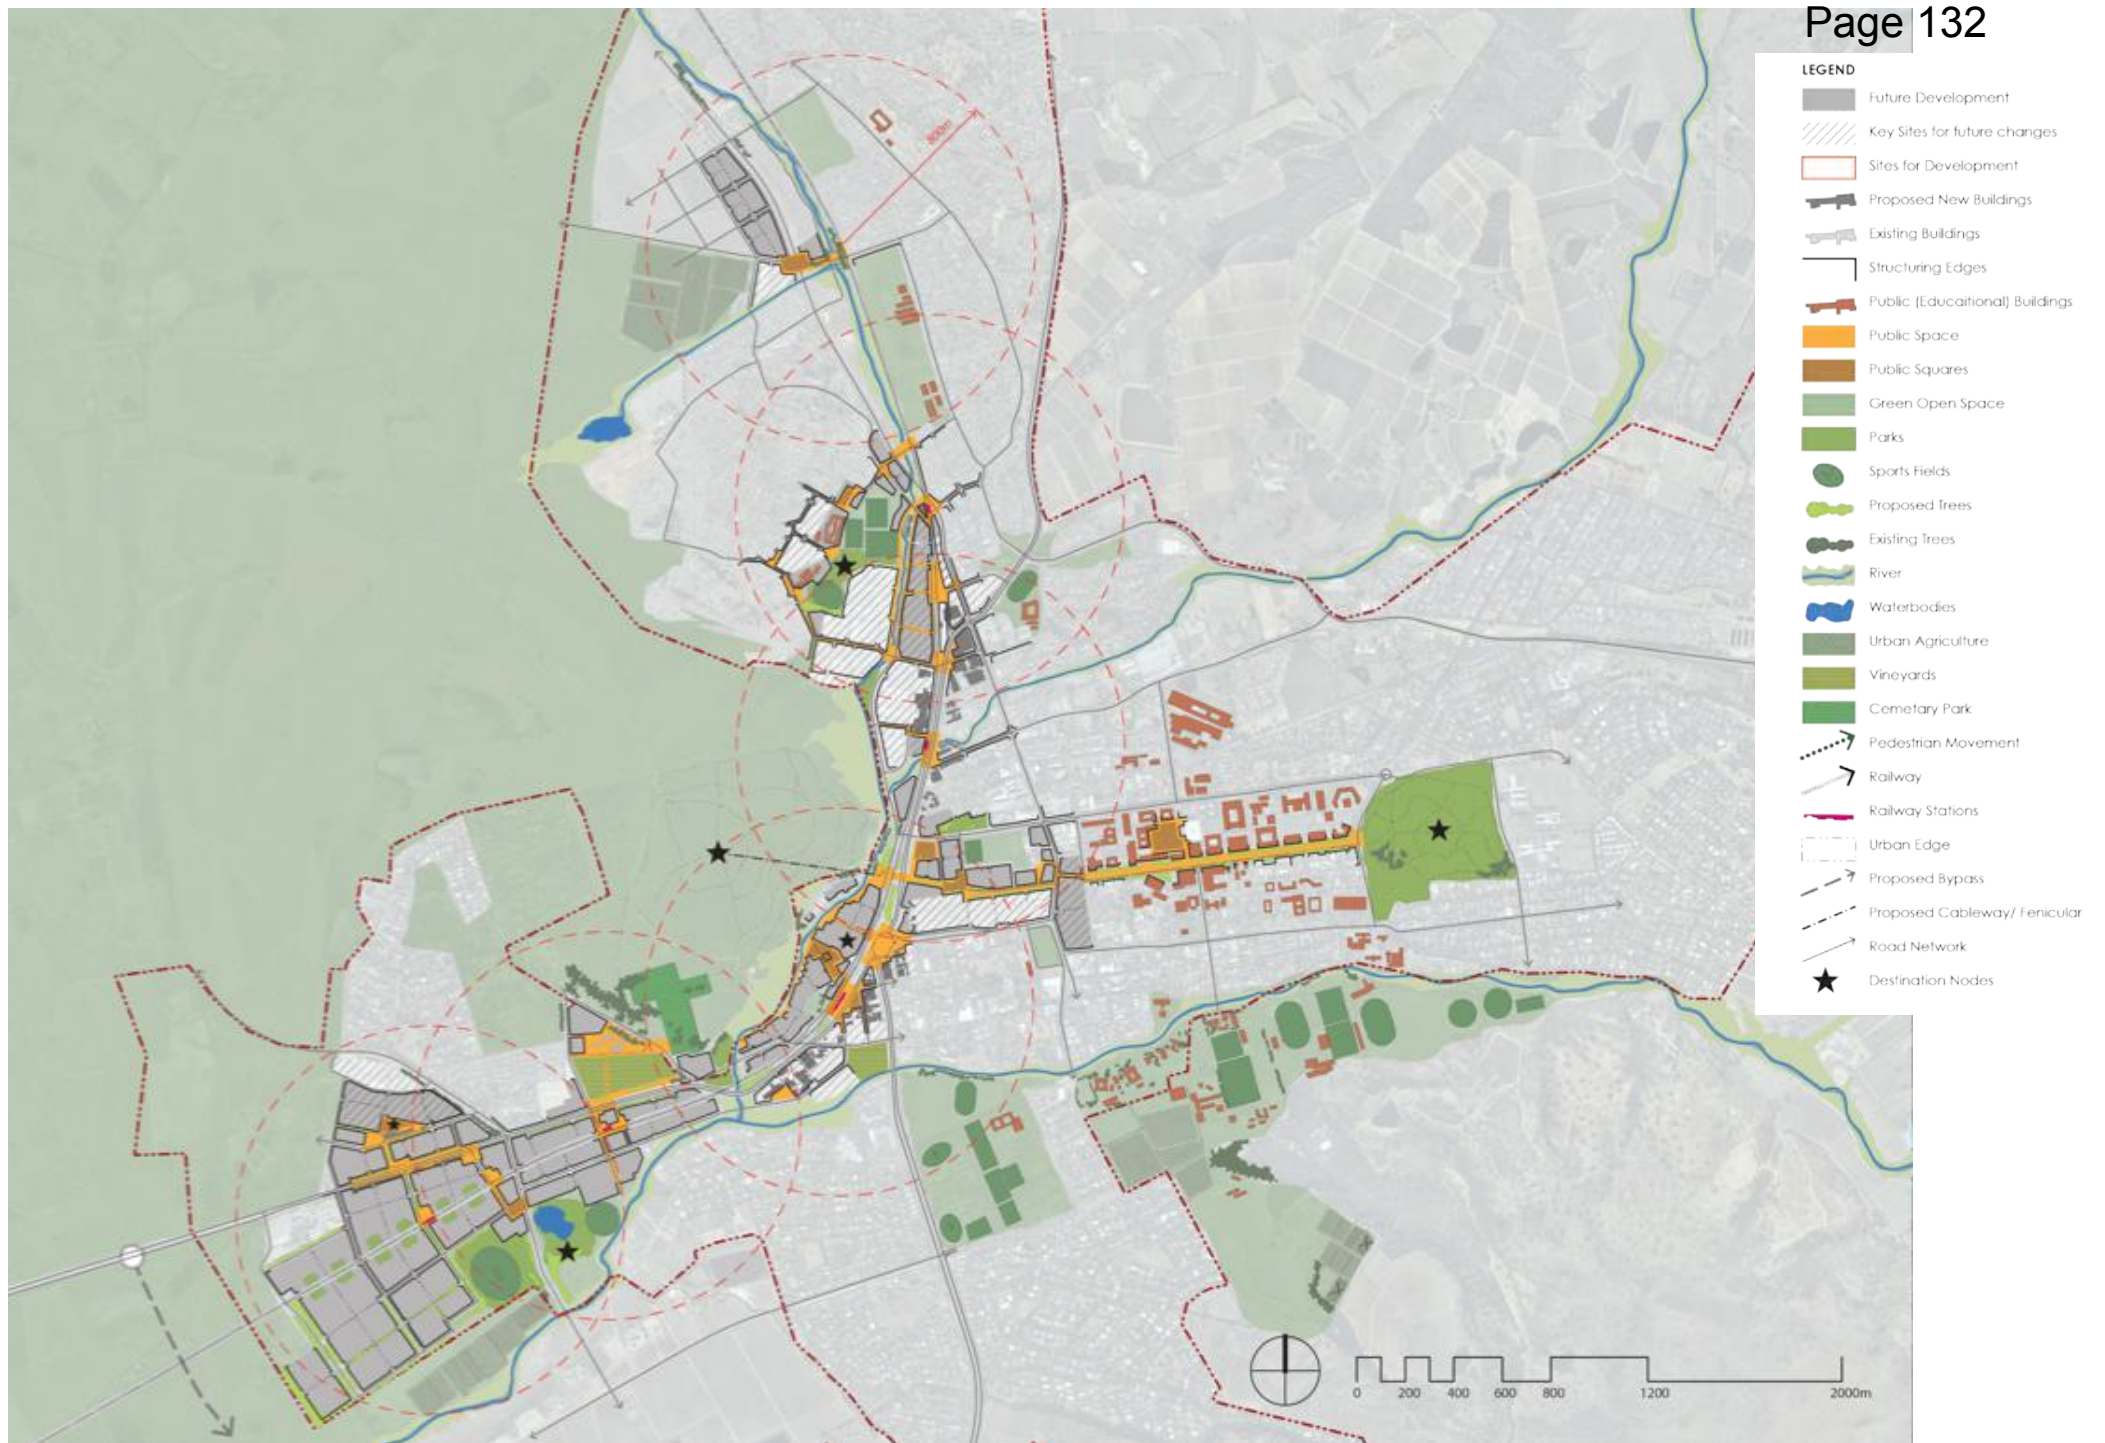 Page 132
LEGEND
Future Development
Key Sites for future changes
Sites for Development
Proposed New Buildings
Existing Buildings
Structuring Edges
Public (Educaitional) Buildings
Public Space
Public Squares
Green Open Space
Parks
Sports Fields
Proposed Trees
Existing Trees
River
Waterbodies
Urban Agriculture
Vineyards
Cemetary Park
Pedestrian Movement
Railway
Railway Stations
Urban Edge
Proposed Bypass
Proposed Cableway/ Fenicular
Road Network
Destination Nodes
800m
0 200 400 600 800 1200 2000m